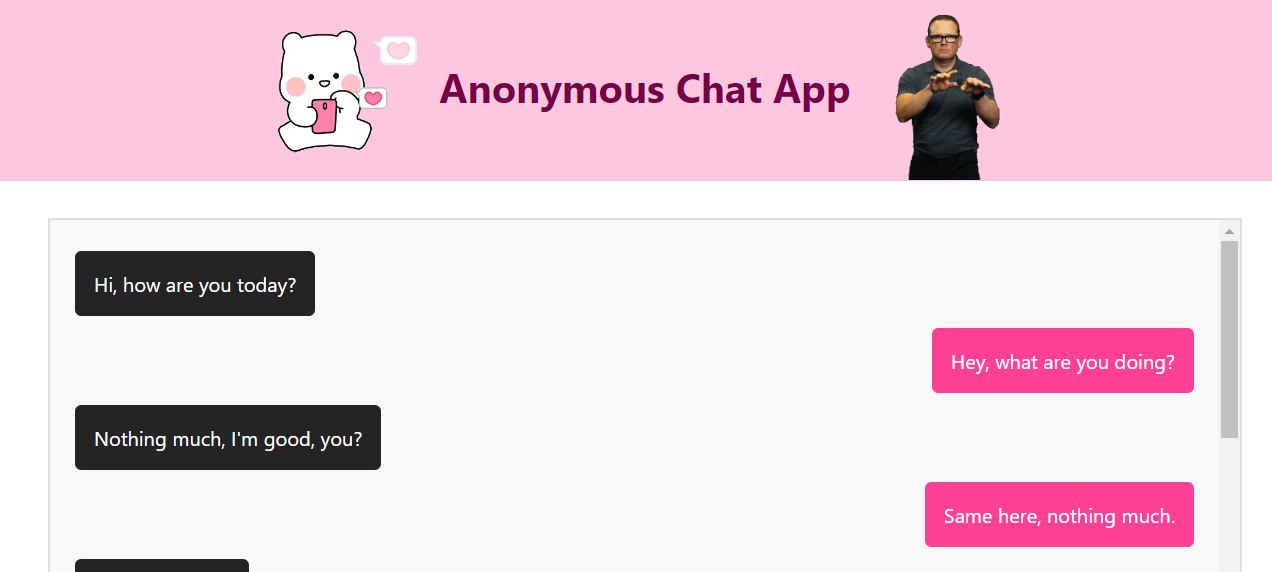 Anonymous Chat App
Hi, how are you today?
Hey, what are you doing?
Nothing much, I'm good, you?
Same here, nothing much.